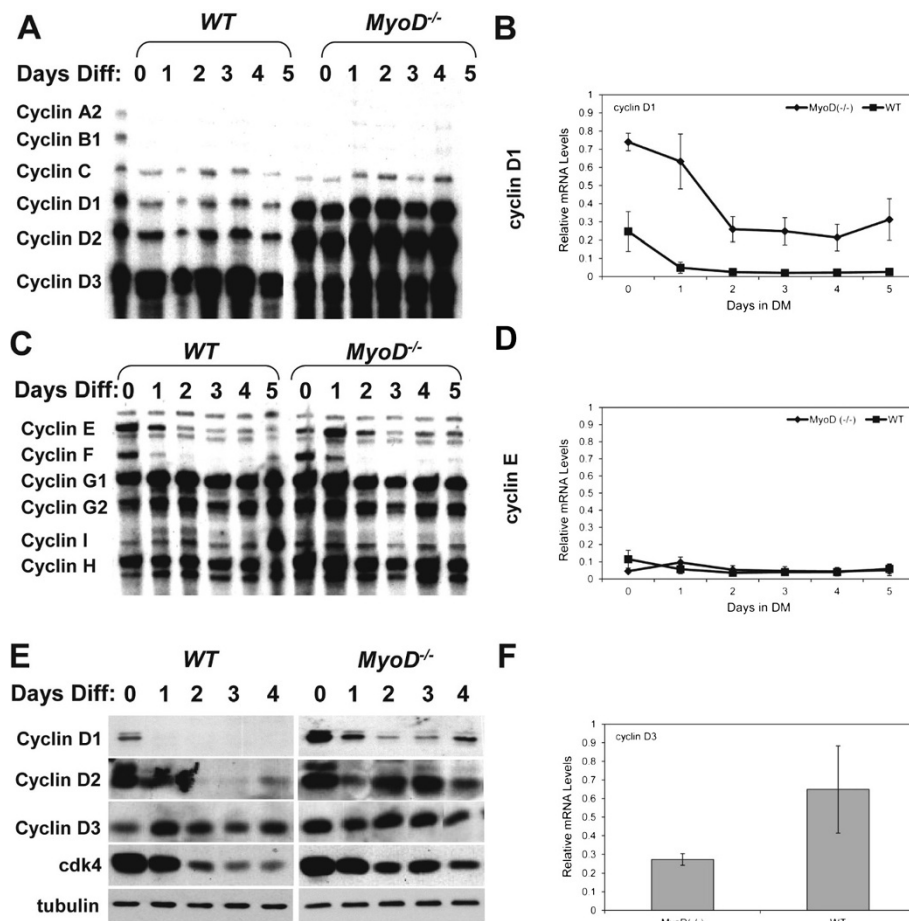 A
WT
MyoD-/-
Days Diff: 0 1 2 3 4 5 0 0 1 2 3 4 5
Cyclin A2
Cyclin B1
Cyclin C
Cyclin D1
Cyclin D2
Cyclin D3
B
cyclin D1
cyclin D1
MyoD(-/-)
WT
Relative mRNA Levels
1
0.9
0.8
0.7
0.6
0.5
0.4
0.3
0.2
0.1
0
0 1 2 3 4 5
Days in DM
C
WT
MyoD-/-
Days Diff: 0 1 2 3 4 5 0 1 2 3 4 5
Cyclin E
Cyclin F
Cyclin G1
Cyclin G2
Cyclin I
Cyclin H
D
cyclin E
MyoD (-/-)
WT
Relative mRNA Levels
1
0.9
0.8
0.7
0.6
0.5
0.4
0.3
0.2
0.1
0
0 1 2 3 4 5
Days in DM
E
WT
MyoD-/-
Days Diff: 0 1 2 3 4 0 1 2 3 4
Cyclin D1
Cyclin D2
Cyclin D3
cdk4
tubulin
F
cyclin D3
Relative mRNA Levels
1
0.9
0.8
0.7
0.6
0.5
0.4
0.3
0.2
0.1
0
MyoD(-/-) WT